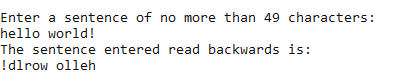 Enter a sentence of no more than 49 characters:
hello world!
The sentence entered read backwards is:
!dlrow olleh